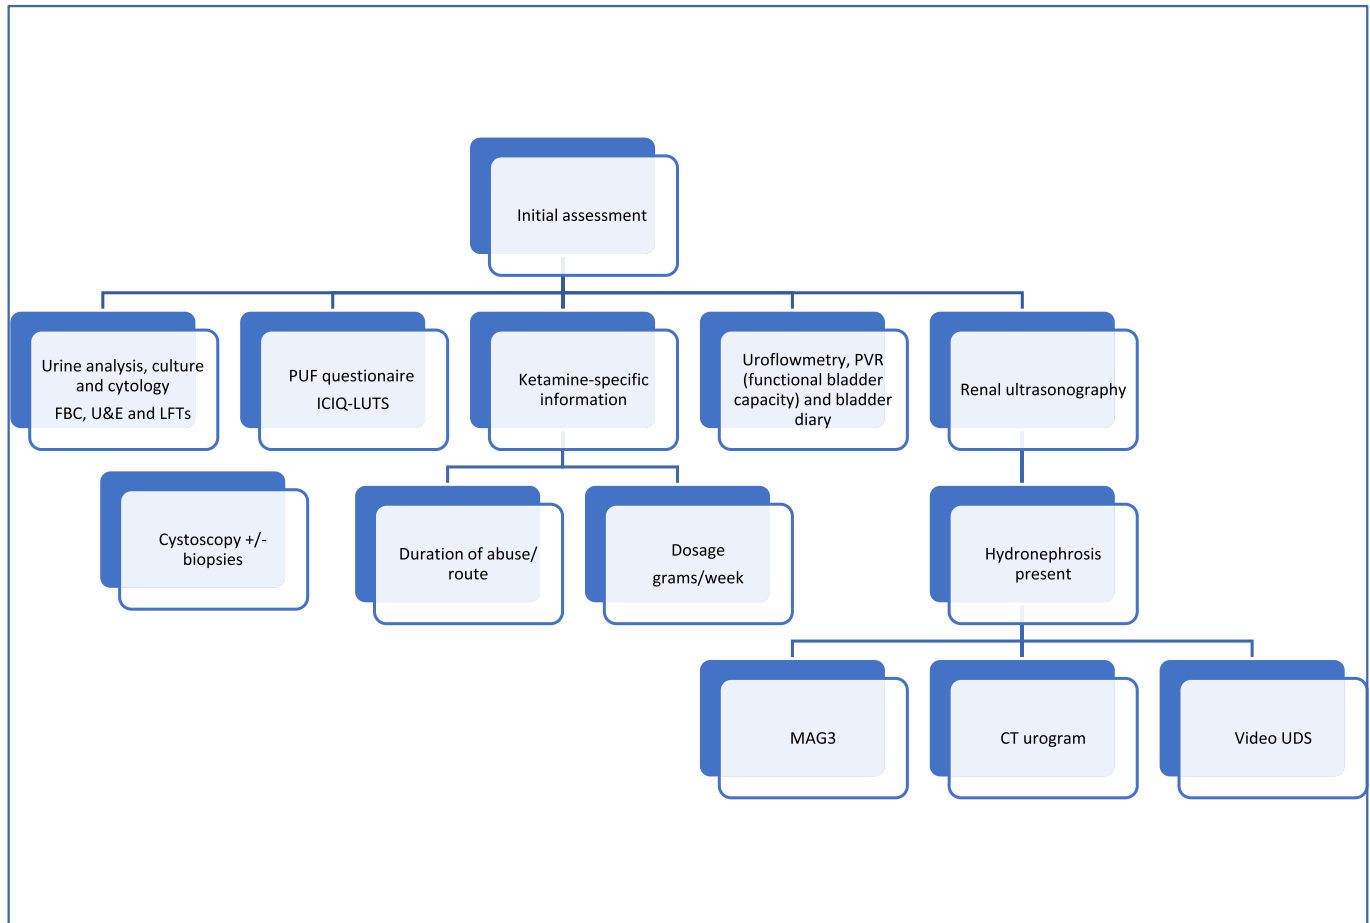 Initial assessment
Urine analysis, culture
and cytology
FBC, U&E and LFTs
PUF questionaire
ICIQ-LUTS
Ketamine-specific
information
Uroflowmetry, PVR
(functional bladder
capacity) and bladder
diary
Renal ultrasonography
Cystoscopy +/-
biopsies
Duration of abuse/
route
Dosage
grams/week
Hydronephrosis
present
MAG3
CT urogram
Video UDS